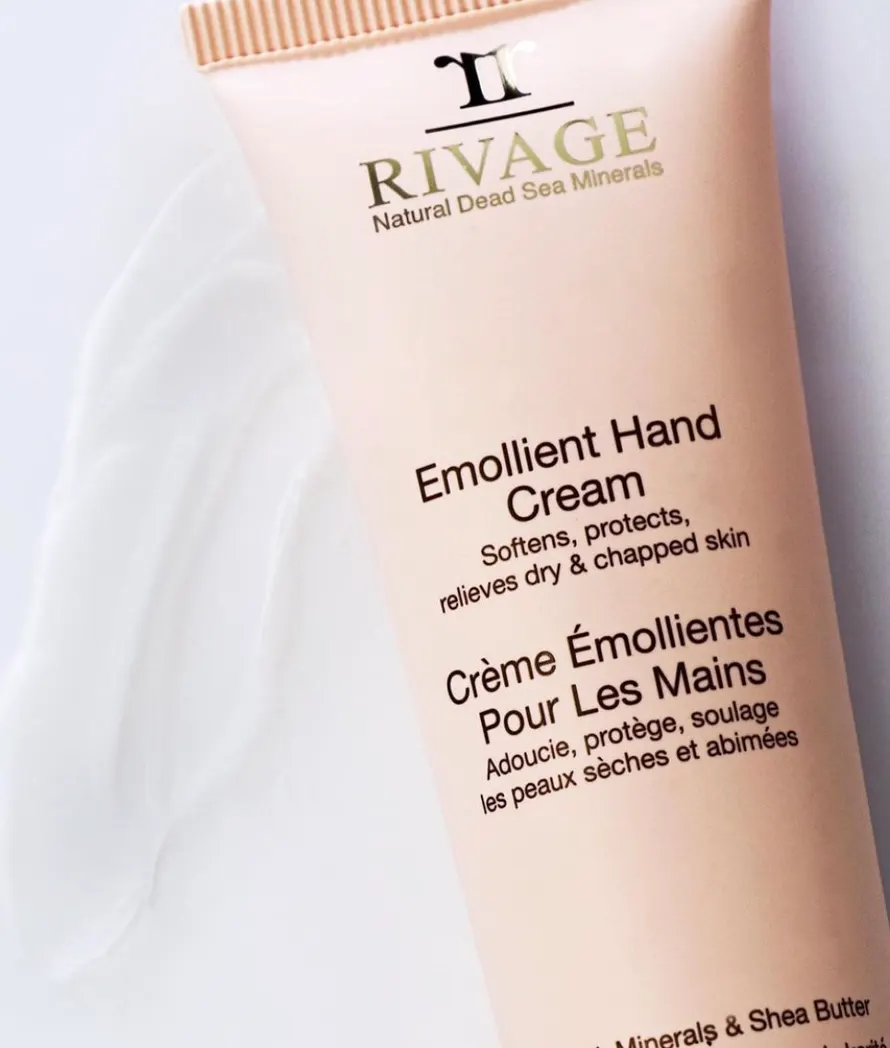 RIVAGE
Natural Dead Sea Minerals
Emollient Hand
Cream
Softens, protects,
relieves dry & chapped skin
Crème Émollientes
Pour Les Mains
Adoucie, protège, soulage
les peaux sèches et abimées
Minerals & Shea Butter